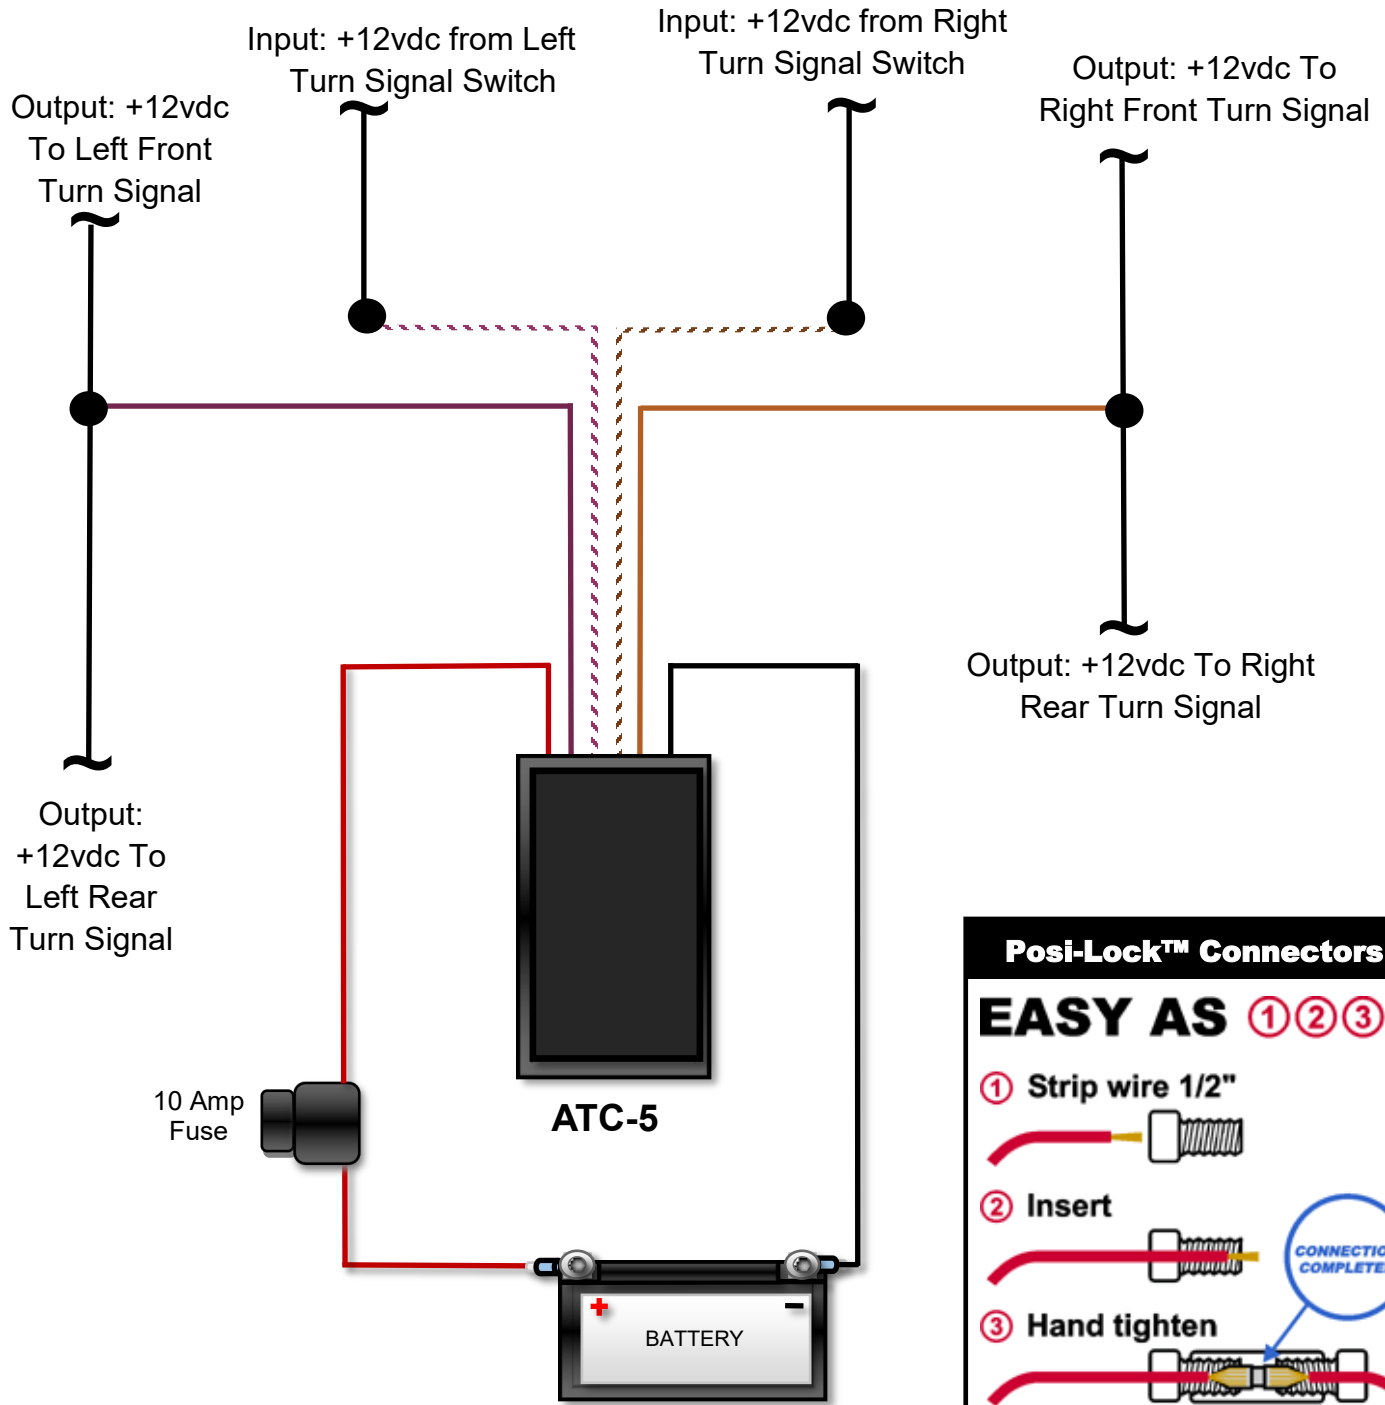 Input: +12vdc from Left
Turn Signal Switch
Input: +12vdc from Right
Turn Signal Switch
Output: +12vdc To
Right Front Turn Signal
Output: +12vdc
To Left Front
Turn Signal
Output: +12vdc To Right
Rear Turn Signal
Output:
+12vdc To
Left Rear
Turn Signal
10 Amp
Fuse
ATC-5
+ −
BATTERY
Posi-Lock™ Connectors
EASY AS ①②③
① Strip wire 1/2"
② Insert
③ Hand tighten